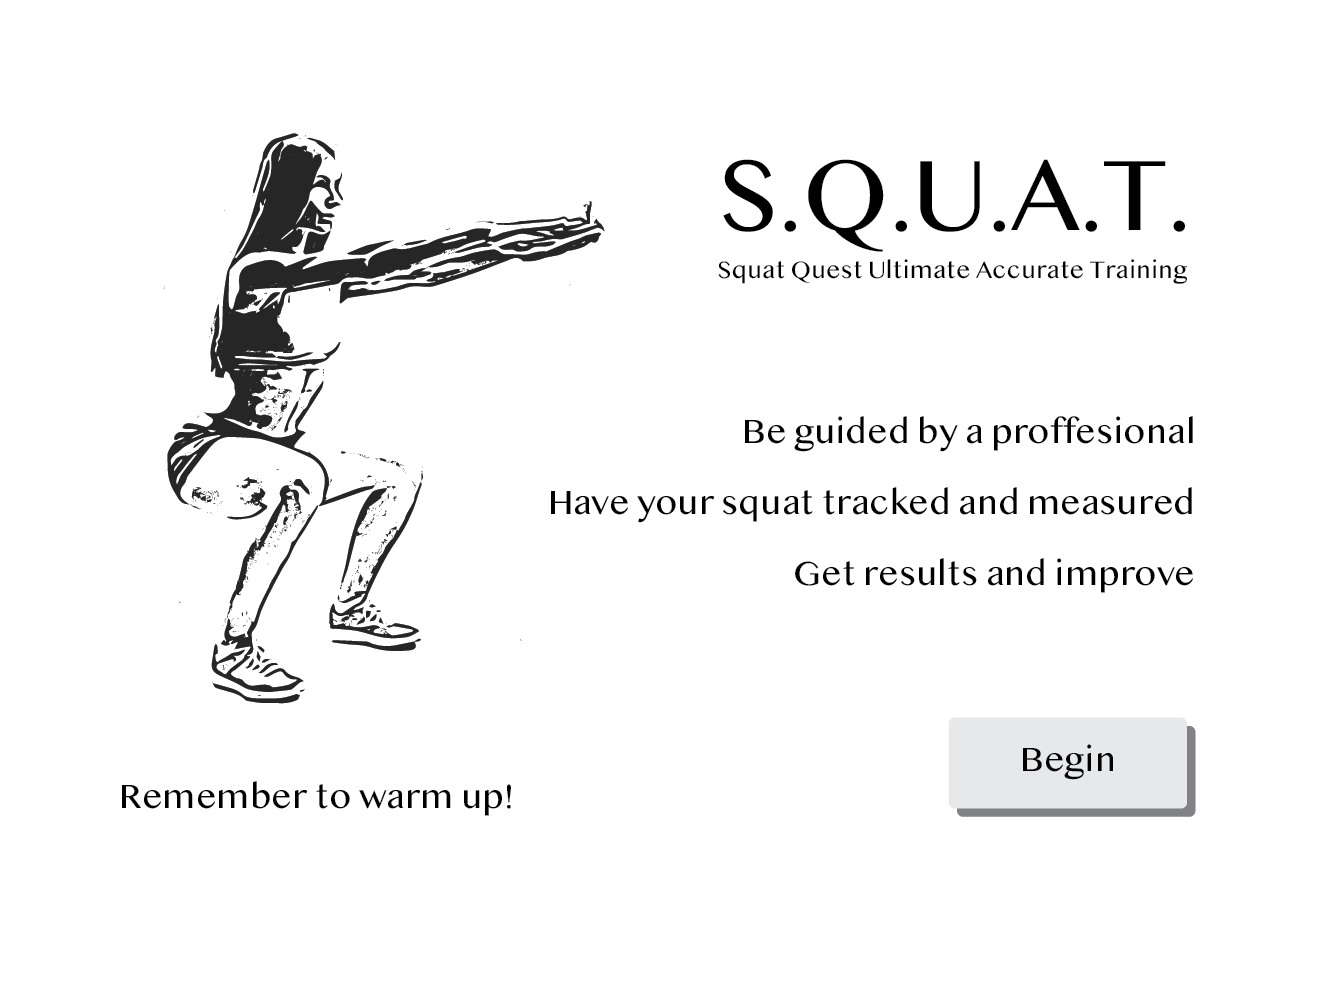 S.Q.U.A.T.
Squat Quest Ultimate Accurate Training
Be guided by a proffesional
Have your squat tracked and measured
Get results and improve
Begin
Remember to warm up!